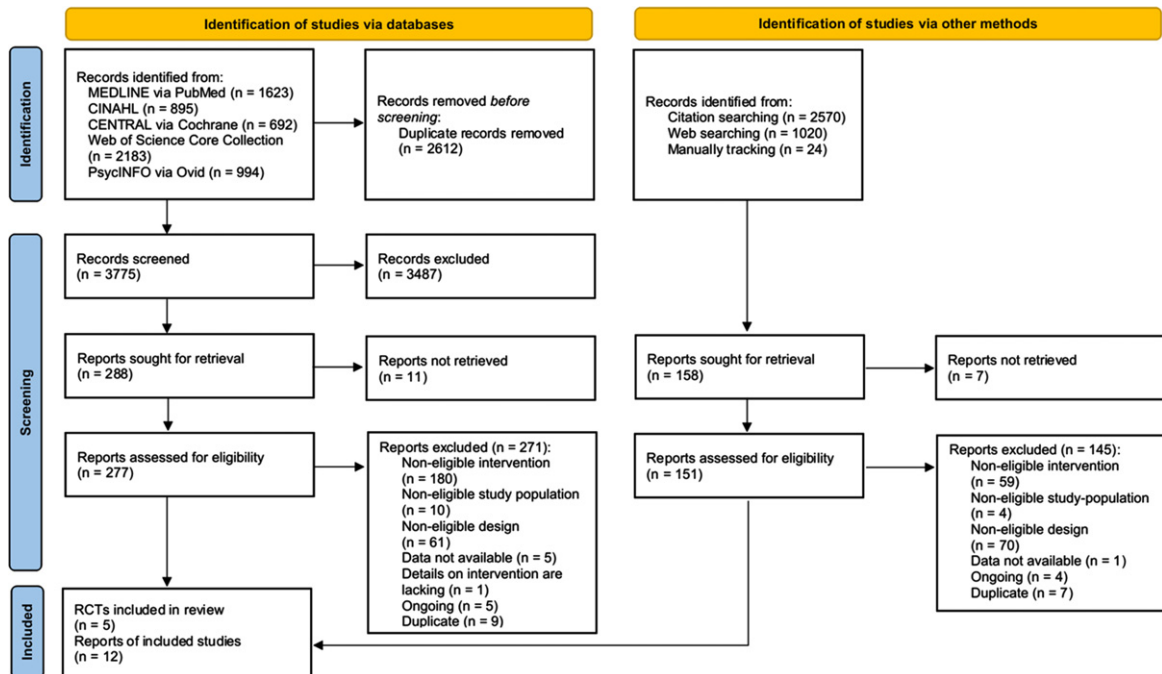 Identification of studies via databases
Identification of studies via other methods
Identification
Records identified from:
MEDLINE via PubMed (n = 1623)
CINAHL (n = 895)
CENTRAL via Cochrane (n = 692)
Web of Science Core Collection
(n = 2183)
PsycINFO via Ovid (n = 994)
Records removed before
screening:
Duplicate records removed
(n = 2612)
Records identified from:
Citation searching (n = 2570)
Web searching (n = 1020)
Manually tracking (n = 24)
Screening
Records screened
(n = 3775)
Records excluded
(n = 3487)
Reports sought for retrieval
(n = 288)
Reports not retrieved
(n = 11)
Reports sought for retrieval
(n = 158)
Reports not retrieved
(n = 7)
Reports assessed for eligibility
(n = 277)
Reports excluded (n = 271):
Non-eligible intervention
(n = 180)
Non-eligible study population
(n = 10)
Non-eligible design
(n = 61)
Data not available (n = 5)
Details on intervention are
lacking (n = 1)
Ongoing (n = 5)
Duplicate (n = 9)
Reports assessed for eligibility
(n = 151)
Reports excluded (n = 145):
Non-eligible intervention
(n = 59)
Non-eligible study-population
(n = 4)
Non-eligible design
(n = 70)
Data not available (n = 1)
Ongoing (n = 4)
Duplicate (n = 7)
Included
RCTs included in review
(n = 5)
Reports of included studies
(n = 12)